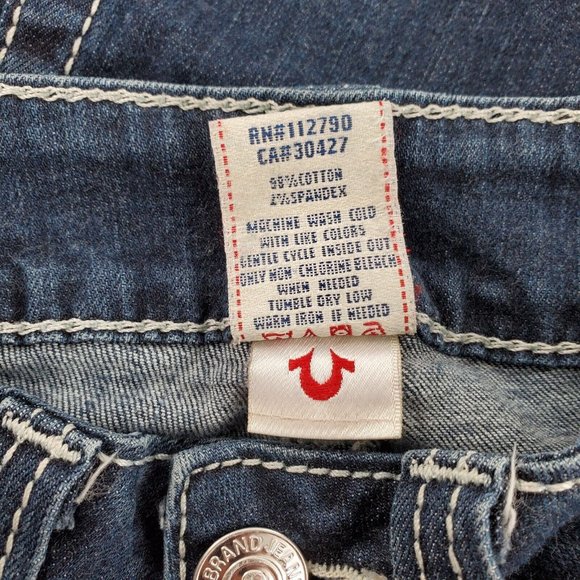 RN#112790
CA#30427
98%COTTON
2%SPANDEX
MACHINE WASH COLD
WITH LIKE COLORS
GENTLE CYCLE INSIDE OUT
ONLY NON-CHLORINE BLEACH
WHEN NEEDED
TUMBLE DRY LOW
WARM IRON IF NEEDED
BRAND JEANS